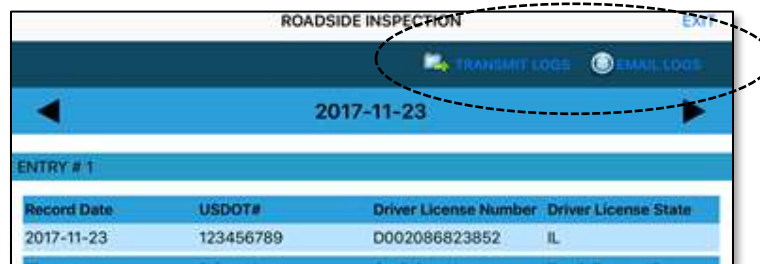 ROADSIDE INSPECTION EXIT
TRANSMIT LOGS EMAIL LOGS
2017-11-23
ENTRY # 1
Record Date USDOT# Driver License Number Driver License State
2017-11-23 123456789 D002086823852 IL